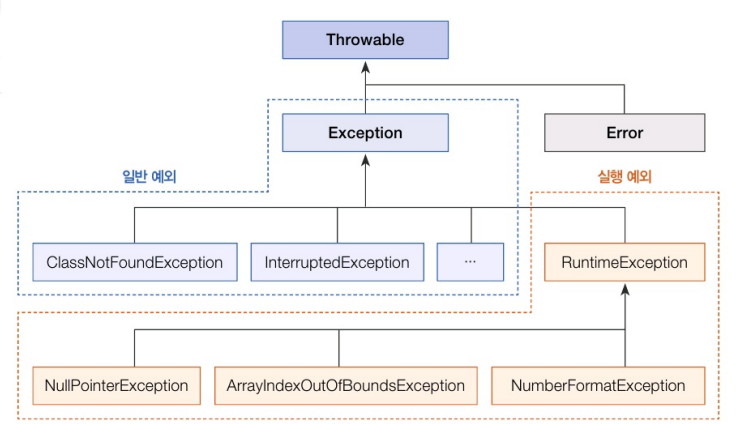 Throwable
Exception
Error
일반 예외
실행 예외
ClassNotFoundException
InterruptedException
...
RuntimeException
NullPointerException
ArrayIndexOutOfBoundsException
NumberFormatException